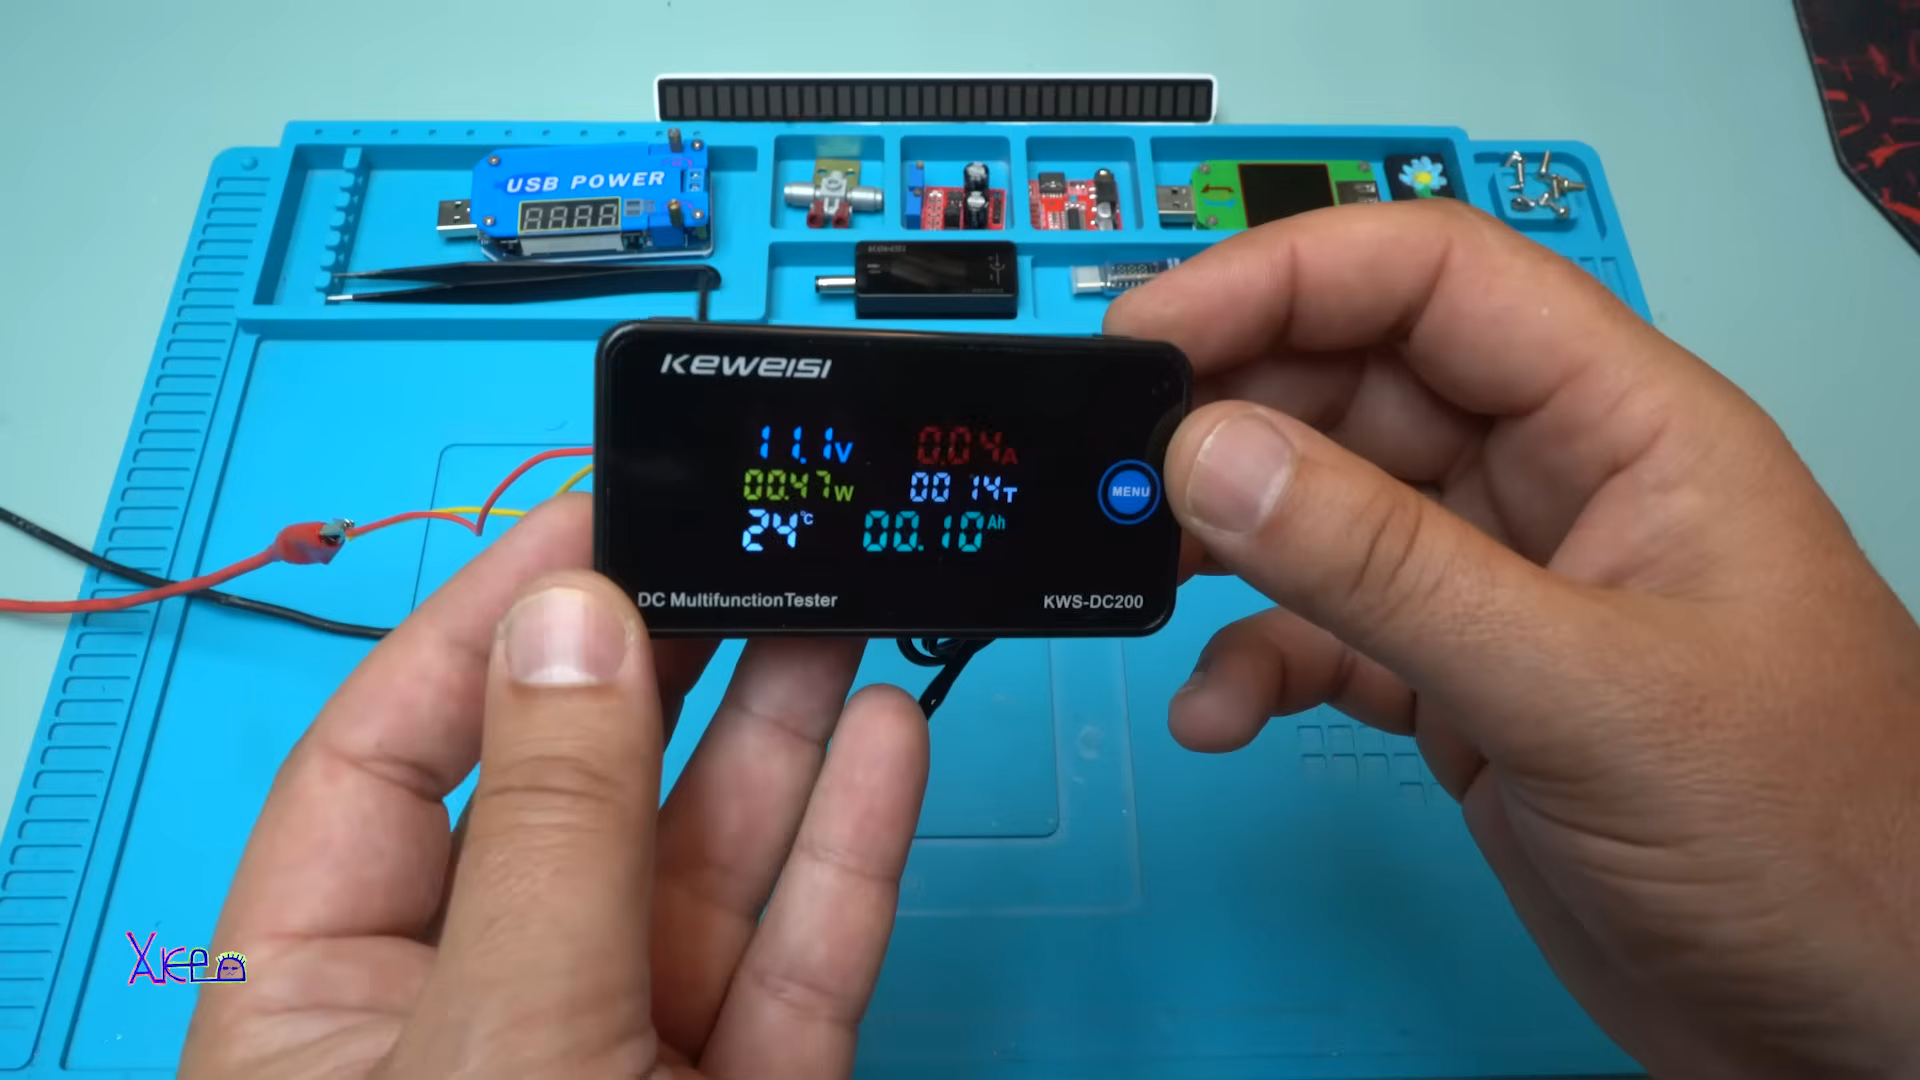 USB POWER
KEWEISI
11.1V 0.04A
00.47W 00 14T
24°C 00.10Ah
MENU
DC MultifunctionTester KWS-DC200